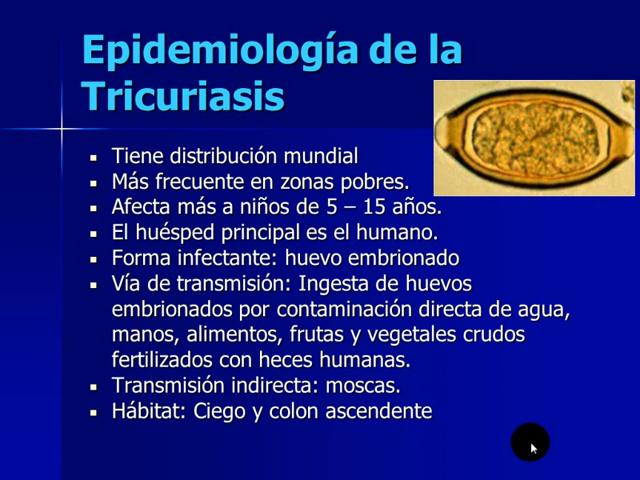 Epidemiología de la
Tricuriasis
Tiene distribución mundial
Más frecuente en zonas pobres.
Afecta más a niños de 5 – 15 años.
El huésped principal es el humano.
Forma infectante: huevo embrionado
Vía de transmisión: Ingesta de huevos
embrionados por contaminación directa de agua,
manos, alimentos, frutas y vegetales crudos
fertilizados con heces humanas.
Transmisión indirecta: moscas.
Hábitat: Ciego y colon ascendente